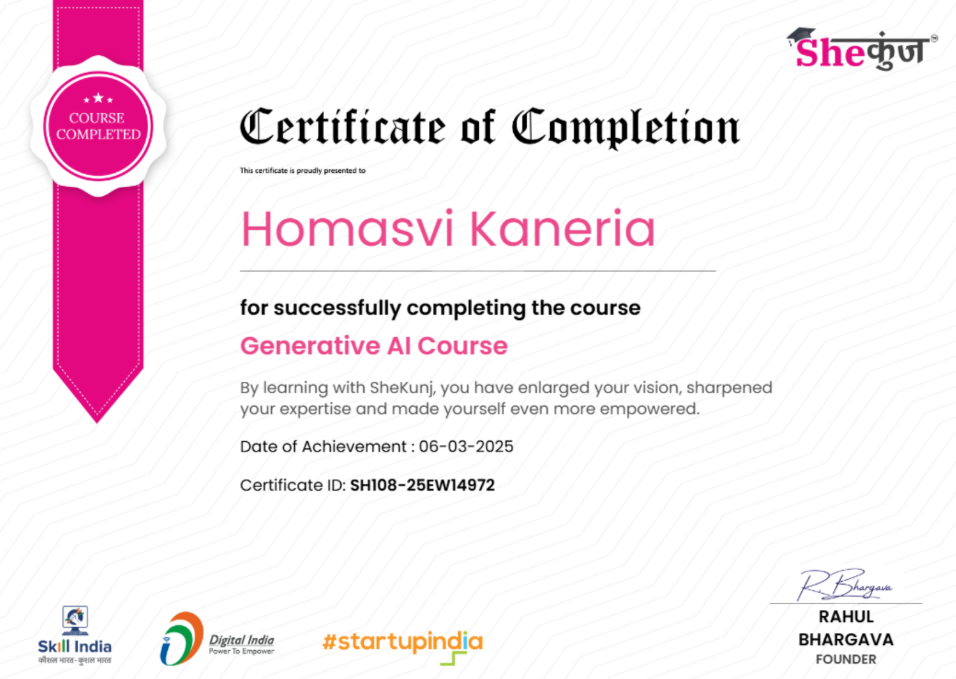 Sheकुंज
COURSE
COMPLETED
Certificate of Completion
This certificate is proudly presented to
Homasvi Kaneria
for successfully completing the course
Generative AI Course
By learning with SheKunj, you have enlarged your vision, sharpened
your expertise and made yourself even more empowered.
Date of Achievement : 06-03-2025
Certificate ID: SH108-25EW14972
R. Bhargava
RAHUL
BHARGAVA
FOUNDER
Skill India
कौशल भारत - कुशल भारत
Digital India
Power To Empower
#startupindia